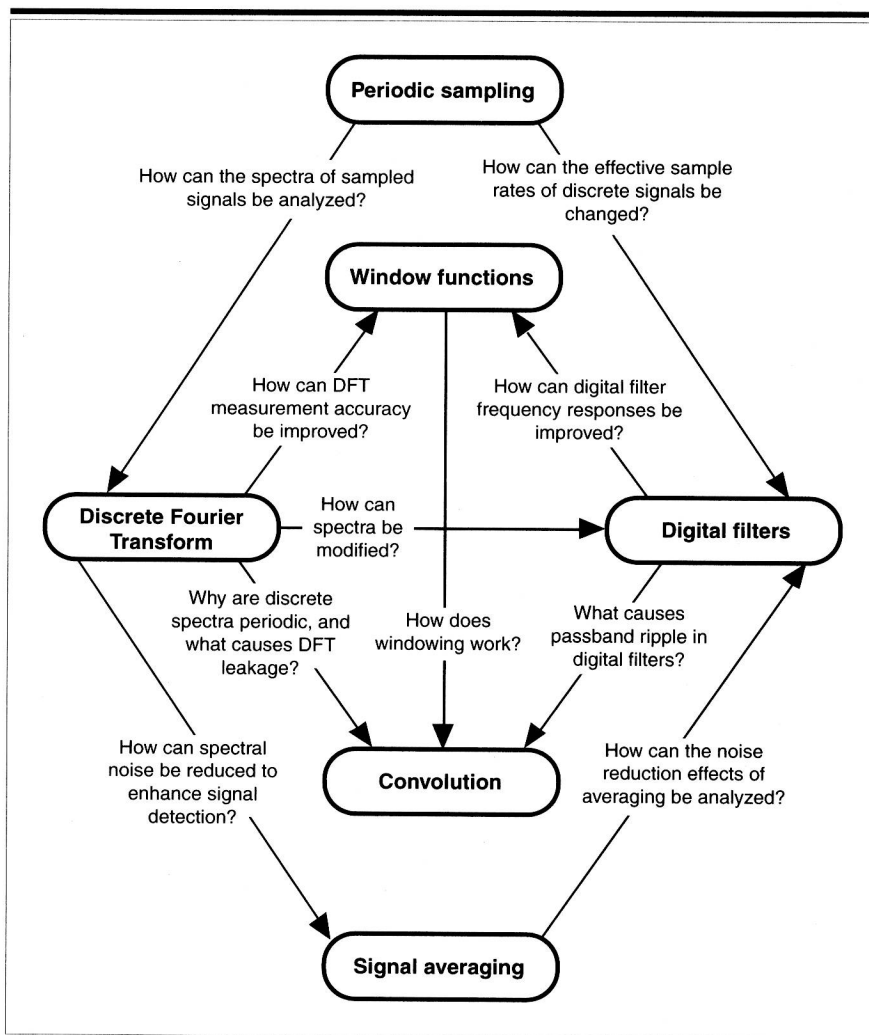 Periodic sampling
How can the spectra of sampled
signals be analyzed?
How can the effective sample
rates of discrete signals be
changed?
Window functions
How can DFT
measurement accuracy
be improved?
How can digital filter
frequency responses be
improved?
Discrete Fourier
Transform
How can
spectra be
modified?
Digital filters
Why are discrete
spectra periodic, and
what causes DFT
leakage?
How does
windowing work?
What causes
passband ripple in
digital filters?
How can spectral
noise be reduced to
enhance signal
detection?
Convolution
How can the noise
reduction effects of
averaging be analyzed?
Signal averaging